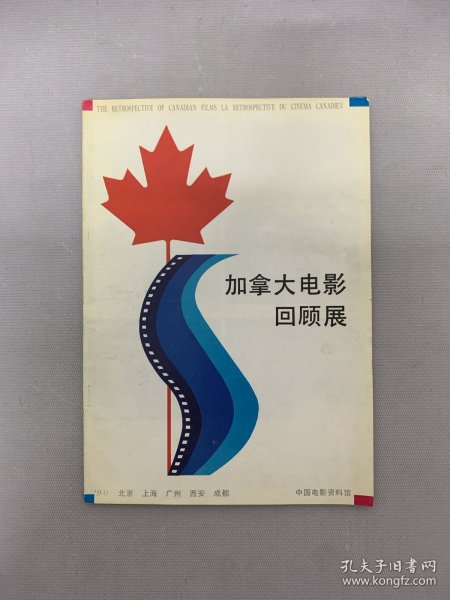 THE RETROSPECTIVE OF CANADIAN FILMS LA RETROSPECTIVE DU CINEMA CANADIEN
加拿大电影
回顾展
北京 上海 广州 西安 成都 中国电影资料馆
孔夫子旧书网
www.kongfz.com